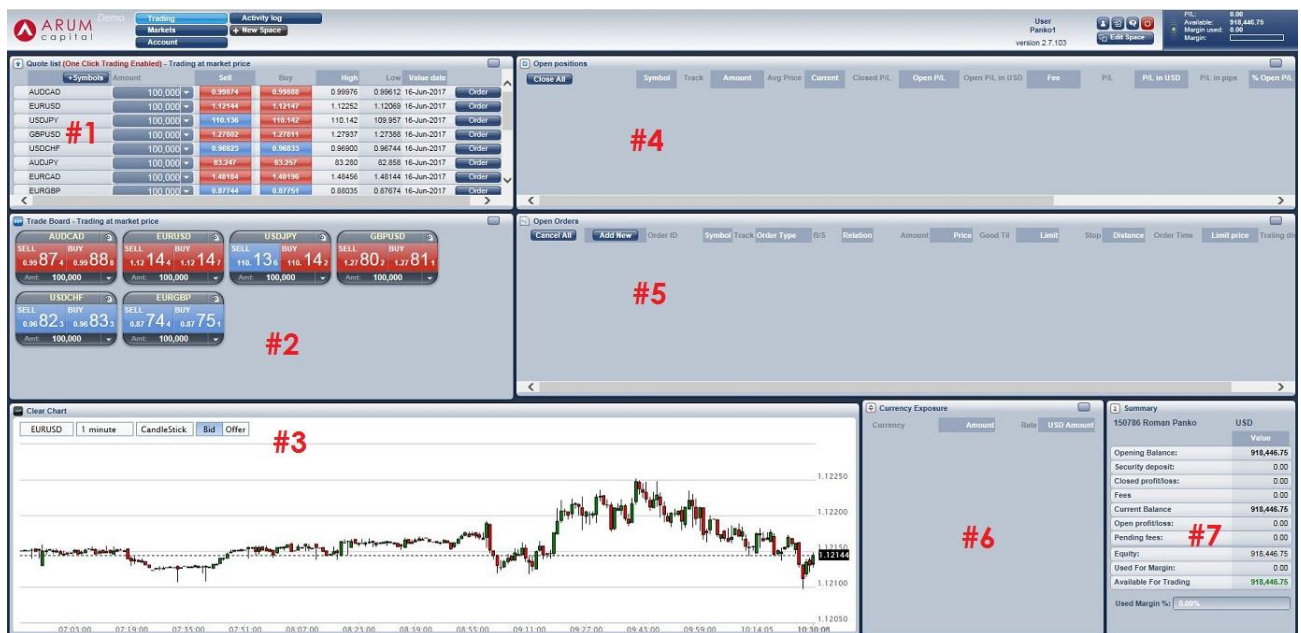 ARUM
capital
Demo
Trading
Activity log
Markets
+ New Space
Account
User
Panko1
version 2.7.103
Edit Space
P/L: 0.00
Available: 918,446.75
Margin used: 0.00
Margin:
Quote list (One Click Trading Enabled) - Trading at market price
+Symbols Amount Sell Buy High Low Value date
AUDCAD 100,000 0.99874 0.99888 0.99976 0.99612 16-Jun-2017 Order
EURUSD 100,000 1.12144 1.12147 1.12252 1.12069 16-Jun-2017 Order
USDJPY 100,000 110.136 110.142 110.142 109.957 16-Jun-2017 Order
GBPUSD 100,000 1.27802 1.27811 1.27937 1.27388 16-Jun-2017 Order
USDCHF 100,000 0.96823 0.96833 0.96900 0.96744 16-Jun-2017 Order
AUDJPY 100,000 83.247 83.257 83.280 82.858 16-Jun-2017 Order
EURCAD 100,000 1.48184 1.48196 1.48456 1.48144 16-Jun-2017 Order
EURGBP 100,000 0.87744 0.87751 0.88035 0.87674 16-Jun-2017 Order
#1
Open positions
Close All Symbol Track Amount Avg Price Current Closed P/L Open P/L Open P/L in USD Fee P/L P/L in USD P/L in pips % Open P/L
#4
Trade Board - Trading at market price
AUDCAD EURUSD USDJPY GBPUSD
SELL BUY SELL BUY SELL BUY SELL BUY
0.99 87 4 0.99 88 8 1.12 14 4 1.12 14 7 110. 13 6 110. 14 2 1.27 80 2 1.27 81 1
Amt: 100,000 Amt: 100,000 Amt: 100,000 Amt: 100,000
USDCHF EURGBP
SELL BUY SELL BUY
0.96 82 3 0.96 83 3 0.87 74 4 0.87 75 1
Amt: 100,000 Amt: 100,000
#2
Open Orders
Cancel All Add New Order ID Symbol Track Order Type B/S Relation Amount Price Good Til Limit Stop Distance Order Time Limit price Trailing
#5
Clear Chart
EURUSD 1 minute CandleStick Bid Offer
#3
1.12250
1.12200
1.12150
1.12144
1.12100
1.12050
07:03:00 07:19:00 07:35:00 07:51:00 08:07:00 08:23:00 08:39:00 08:55:00 09:11:00 09:27:00 09:43:00 09:59:00 10:14:05 10:30:06
Currency Exposure
Currency Amount Rate USD Amount
#6
Summary
150786 Roman Panko USD
Value
Opening Balance: 918,446.75
Security deposit: 0.00
Closed profit/loss: 0.00
Fees 0.00
Current Balance 918,446.75
Open profit/loss: 0.00
Pending fees: 0.00
#7
Equity: 918,446.75
Used For Margin: 0.00
Available For Trading 918,446.75
Used Margin %: 0.00%